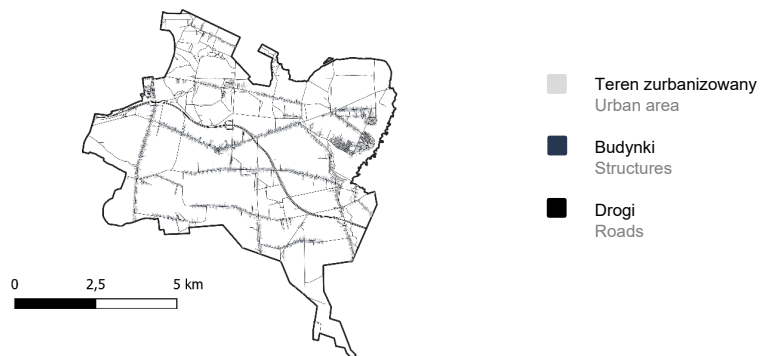 Teren zurbanizowany
Urban area
Budynki
Structures
Drogi
Roads
0 2,5 5 km